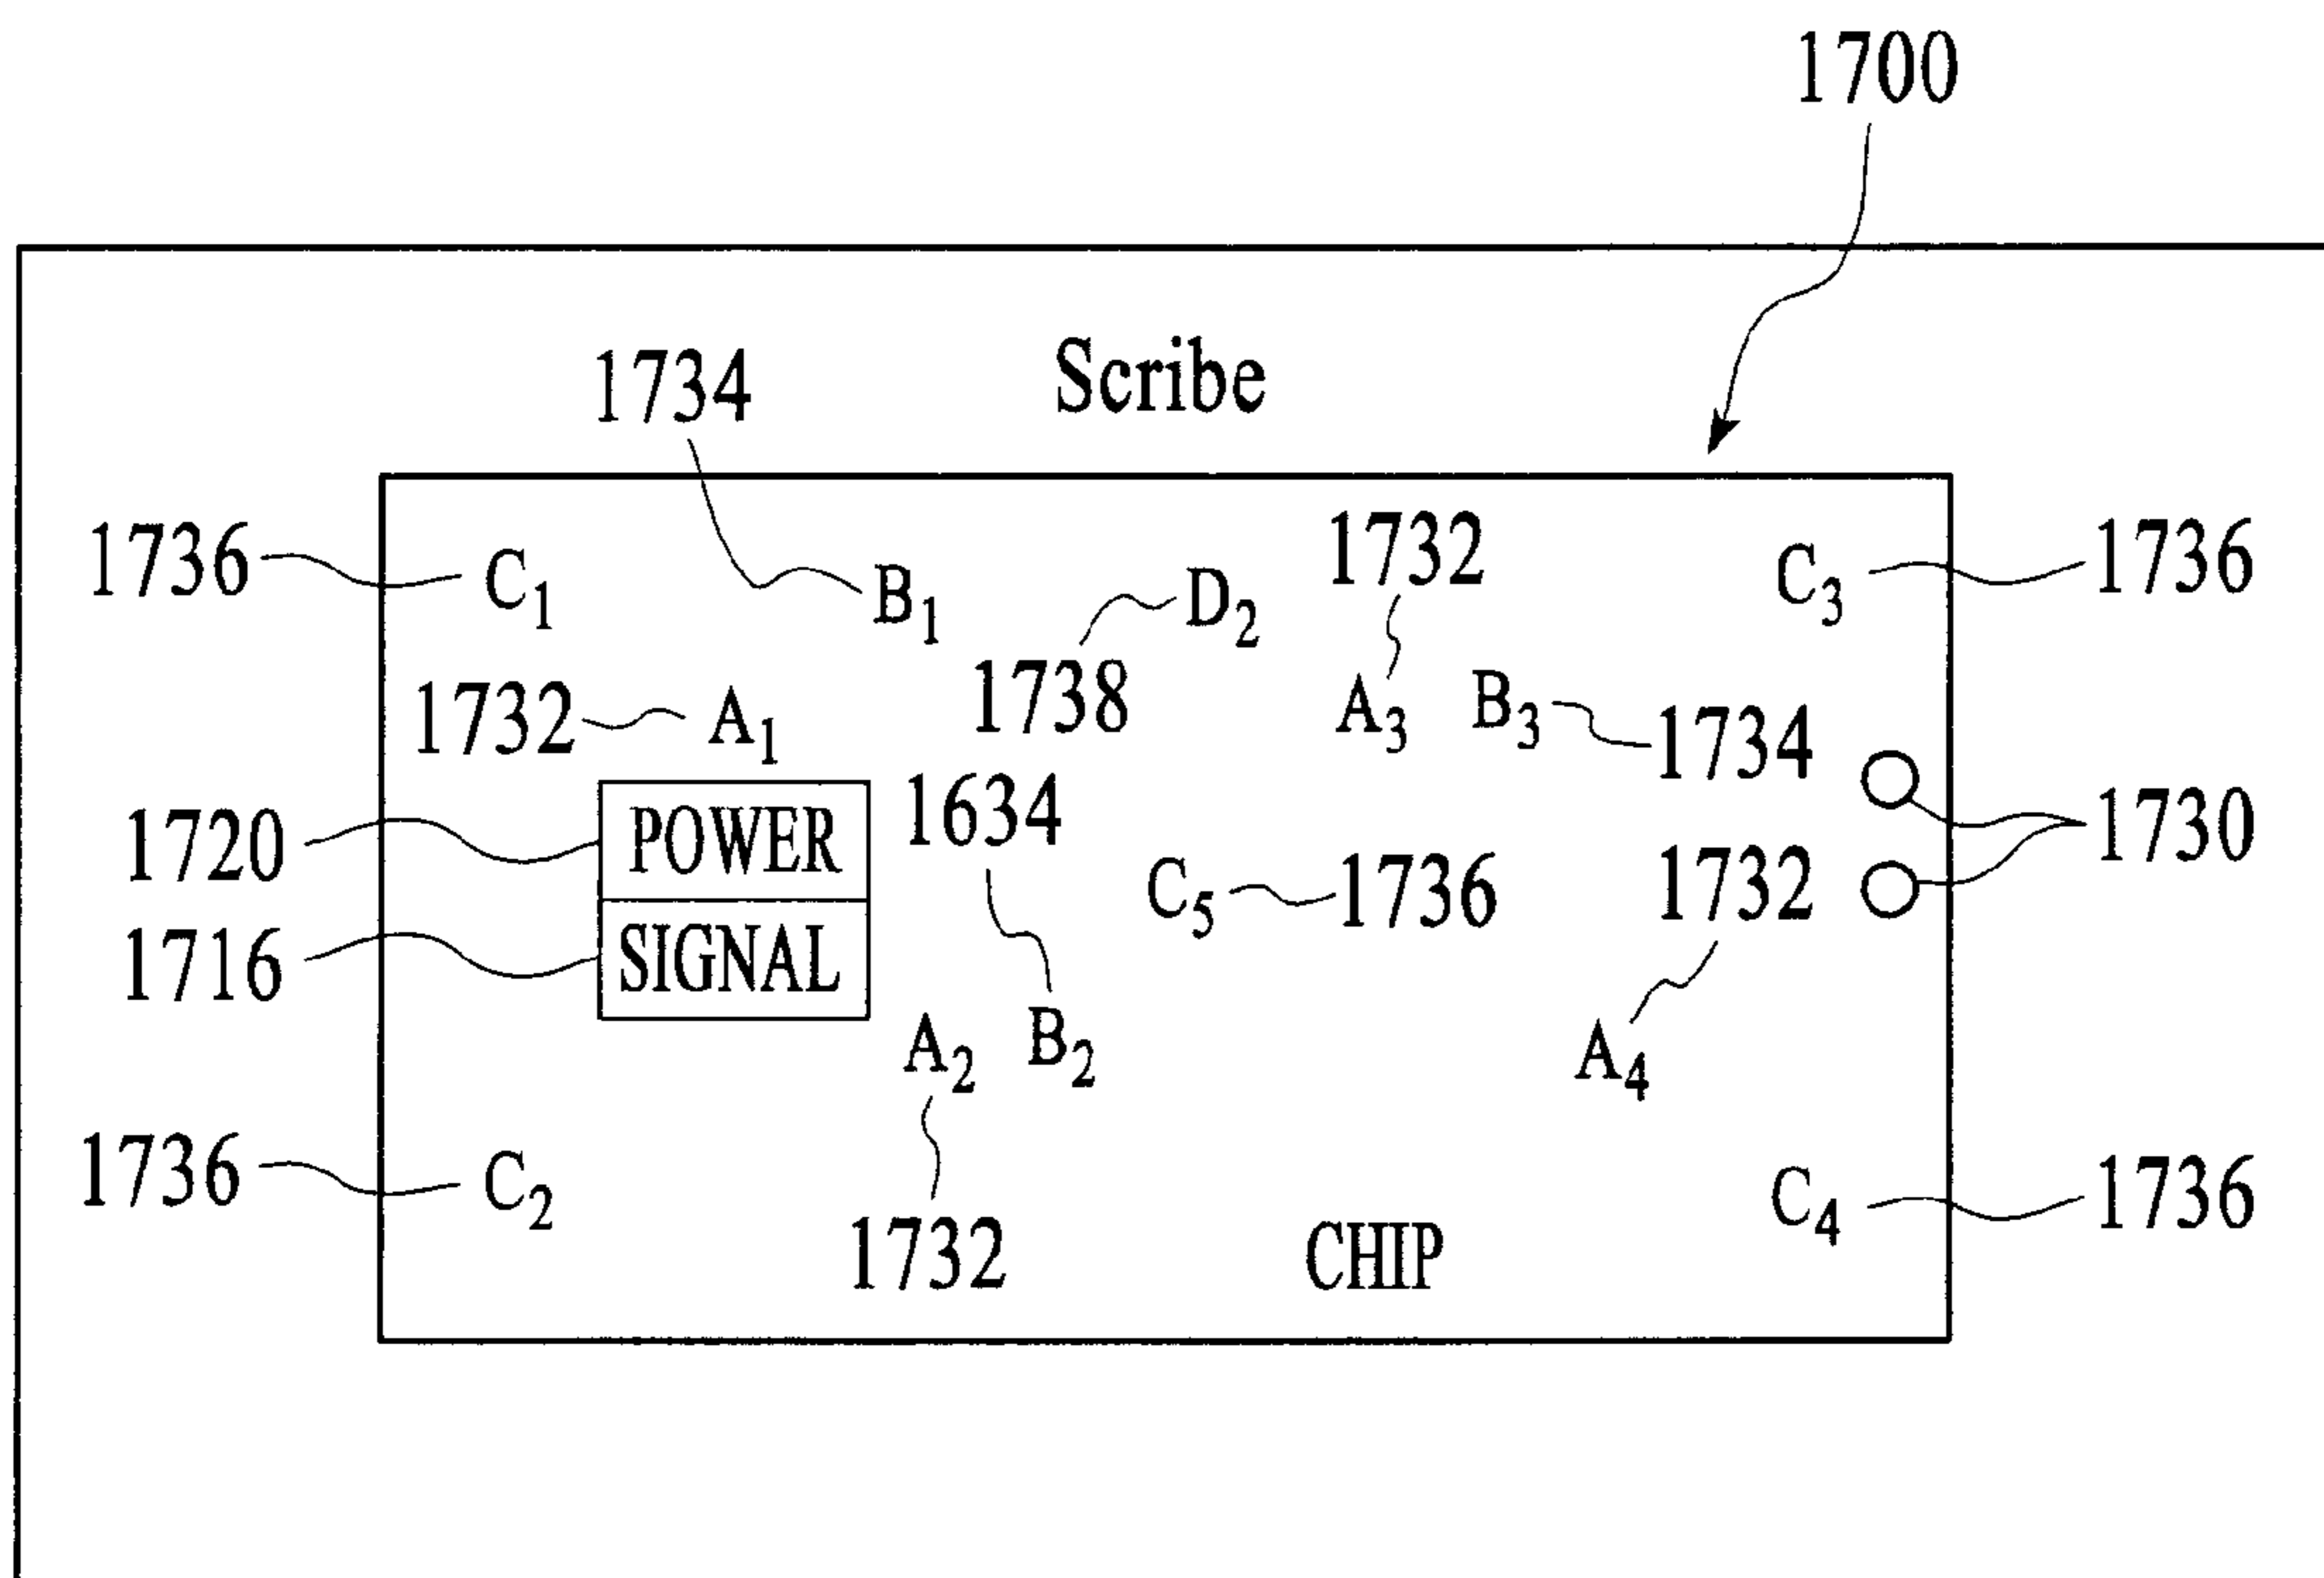 1700
Scribe
1734
1736 C1 B1 D2 1732 C3 1736
1732 A1 1738 A3 B3 1734
1720 POWER 1634 1730
1716 SIGNAL C5 1736 1732
A2 B2 A4
1736 C2 C4 1736
1732 CHIP